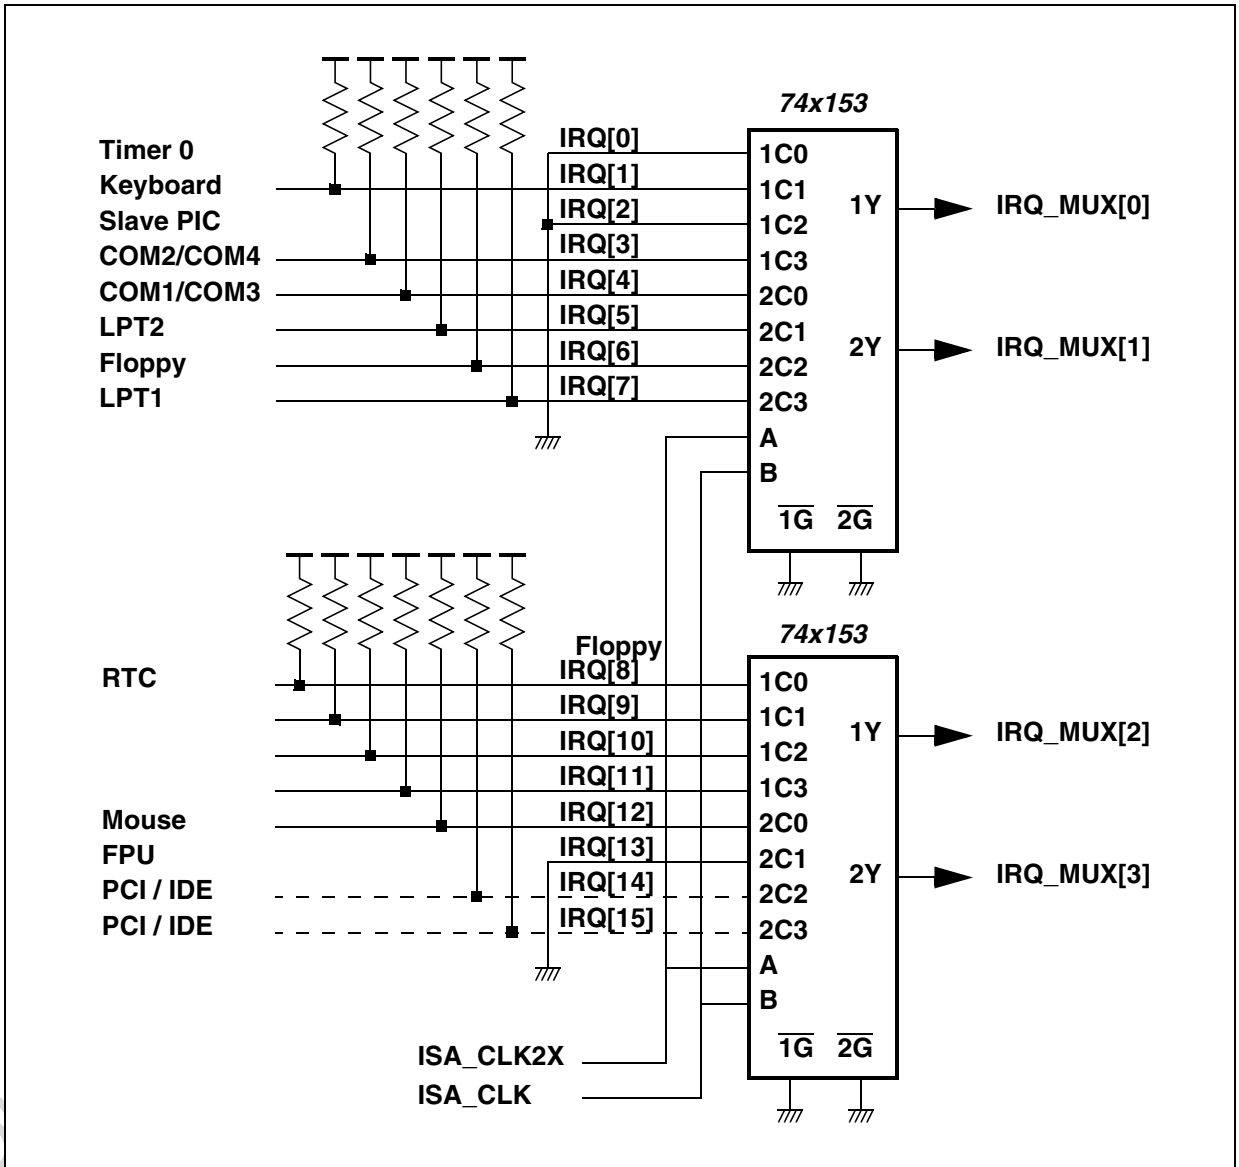 74x153
Timer 0 IRQ[0] 1C0
Keyboard IRQ[1] 1C1
1Y IRQ_MUX[0]
Slave PIC IRQ[2] 1C2
COM2/COM4 IRQ[3] 1C3
COM1/COM3 IRQ[4] 2C0
LPT2 IRQ[5] 2C1
2Y IRQ_MUX[1]
Floppy IRQ[6] 2C2
LPT1 IRQ[7] 2C3
A
B
1G 2G
74x153
Floppy
RTC IRQ[8] 1C0
IRQ[9] 1C1
1Y IRQ_MUX[2]
IRQ[10] 1C2
IRQ[11] 1C3
Mouse IRQ[12] 2C0
FPU IRQ[13] 2C1
2Y IRQ_MUX[3]
PCI / IDE IRQ[14] 2C2
PCI / IDE IRQ[15] 2C3
A
B
1G 2G
ISA_CLK2X
ISA_CLK